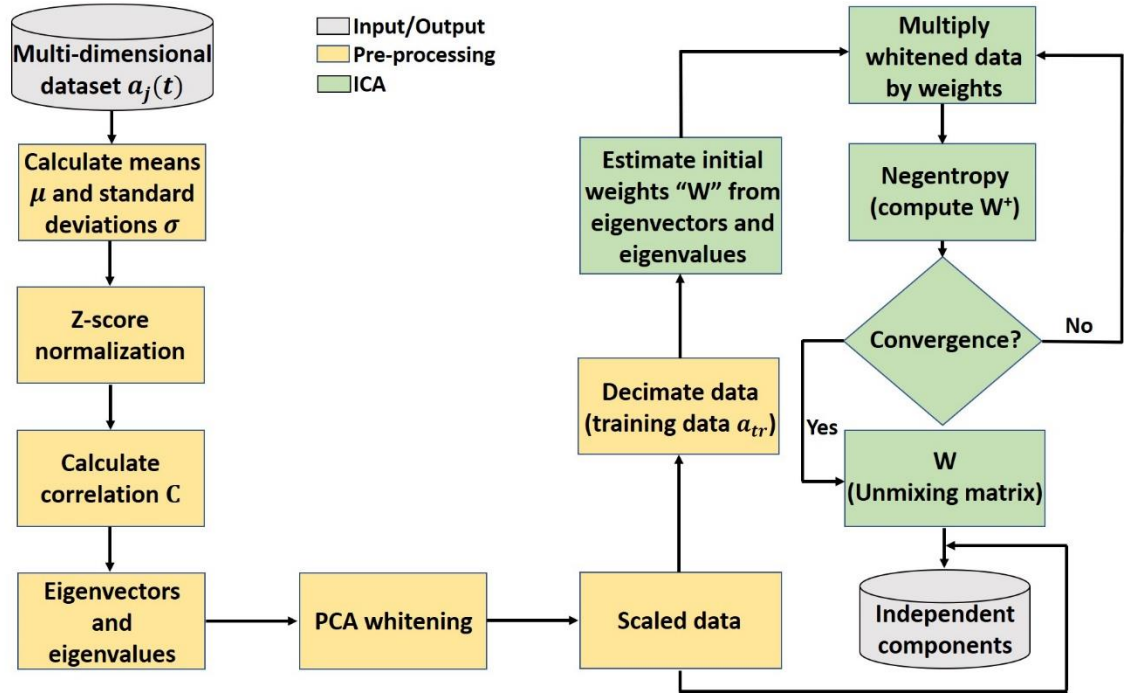 Multi-dimensional
dataset aⱼ(t)
Input/Output
Pre-processing
ICA
Calculate means
μ and standard
deviations σ
Z-score
normalization
Calculate
correlation C
Eigenvectors
and
eigenvalues
PCA whitening
Scaled data
Decimate data
(training data aₜᵣ)
Estimate initial
weights “W” from
eigenvectors and
eigenvalues
Multiply
whitened data
by weights
Negentropy
(compute W⁺)
Convergence?
No
Yes
W
(Unmixing matrix)
Independent
components